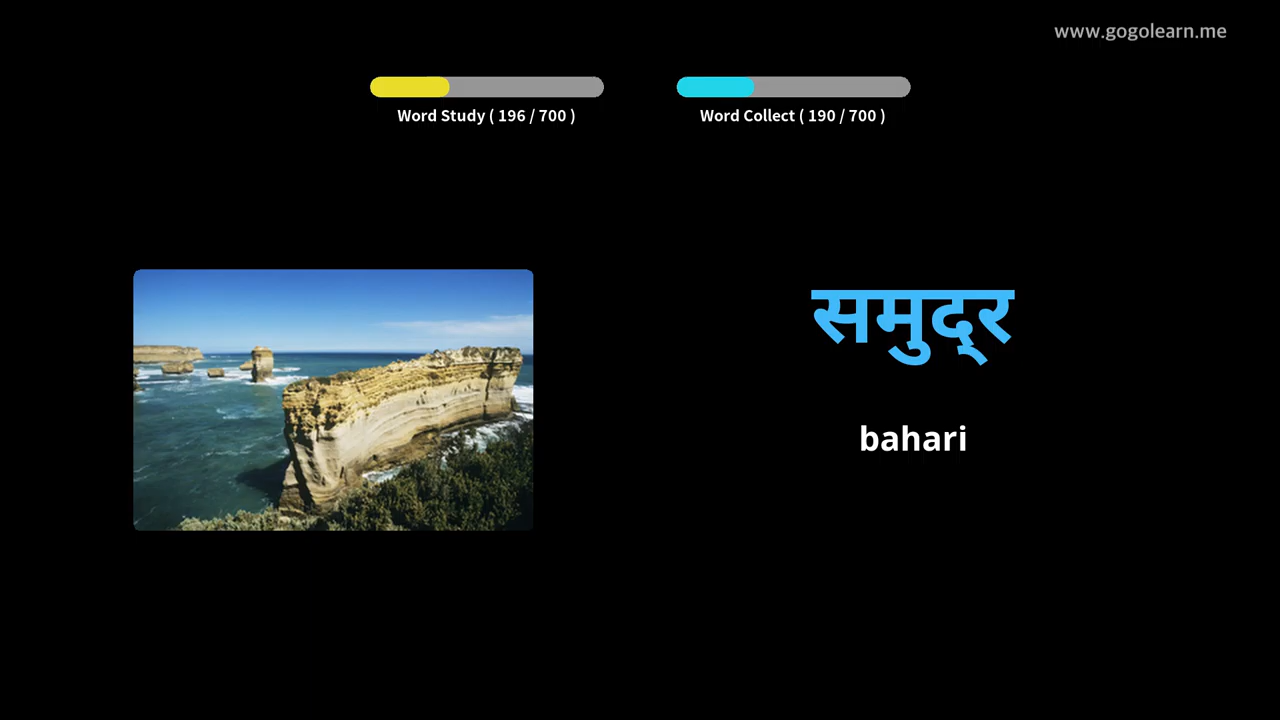 www.gogolearn.me
Word Study ( 196 / 700 )
Word Collect ( 190 / 700 )
समुद्र
bahari